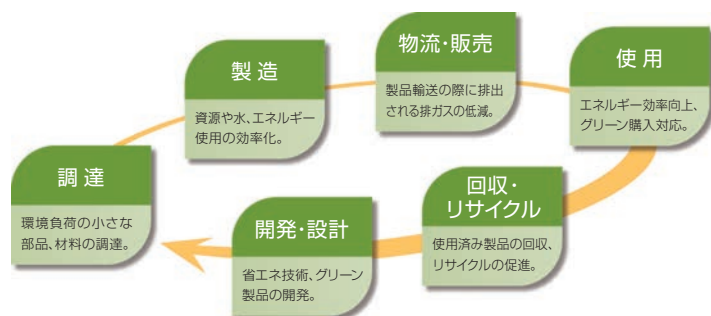 調達
環境負荷の小さな
部品、材料の調達。
製造
資源や水、エネルギー
使用の効率化。
物流・販売
製品輸送の際に排出
される排ガスの低減。
使用
エネルギー効率向上、
グリーン購入対応。
回収・
リサイクル
使用済み製品の回収、
リサイクルの促進。
開発・設計
省エネ技術、グリーン
製品の開発。